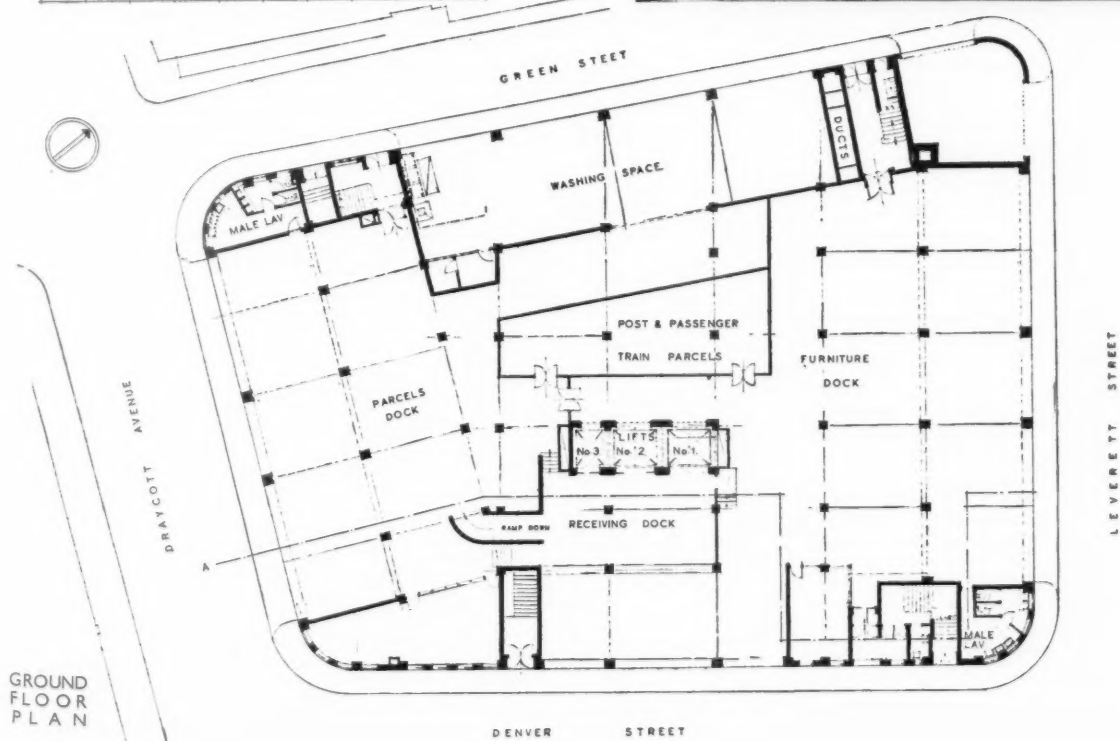 GREEN STEET
DUCTS
WASHING SPACE
MALE LAV
POST & PASSENGER
TRAIN PARCELS
FURNITURE
DOCK
PARCELS
DOCK
LIFTS
No 3 No 2 No 1.
RAMP DOWN
RECEIVING DOCK
A
MALE
LAV
DRAYCOTT AVENUE
LEVERETT STREET
GROUND
FLOOR
PLAN
DENVER STREET